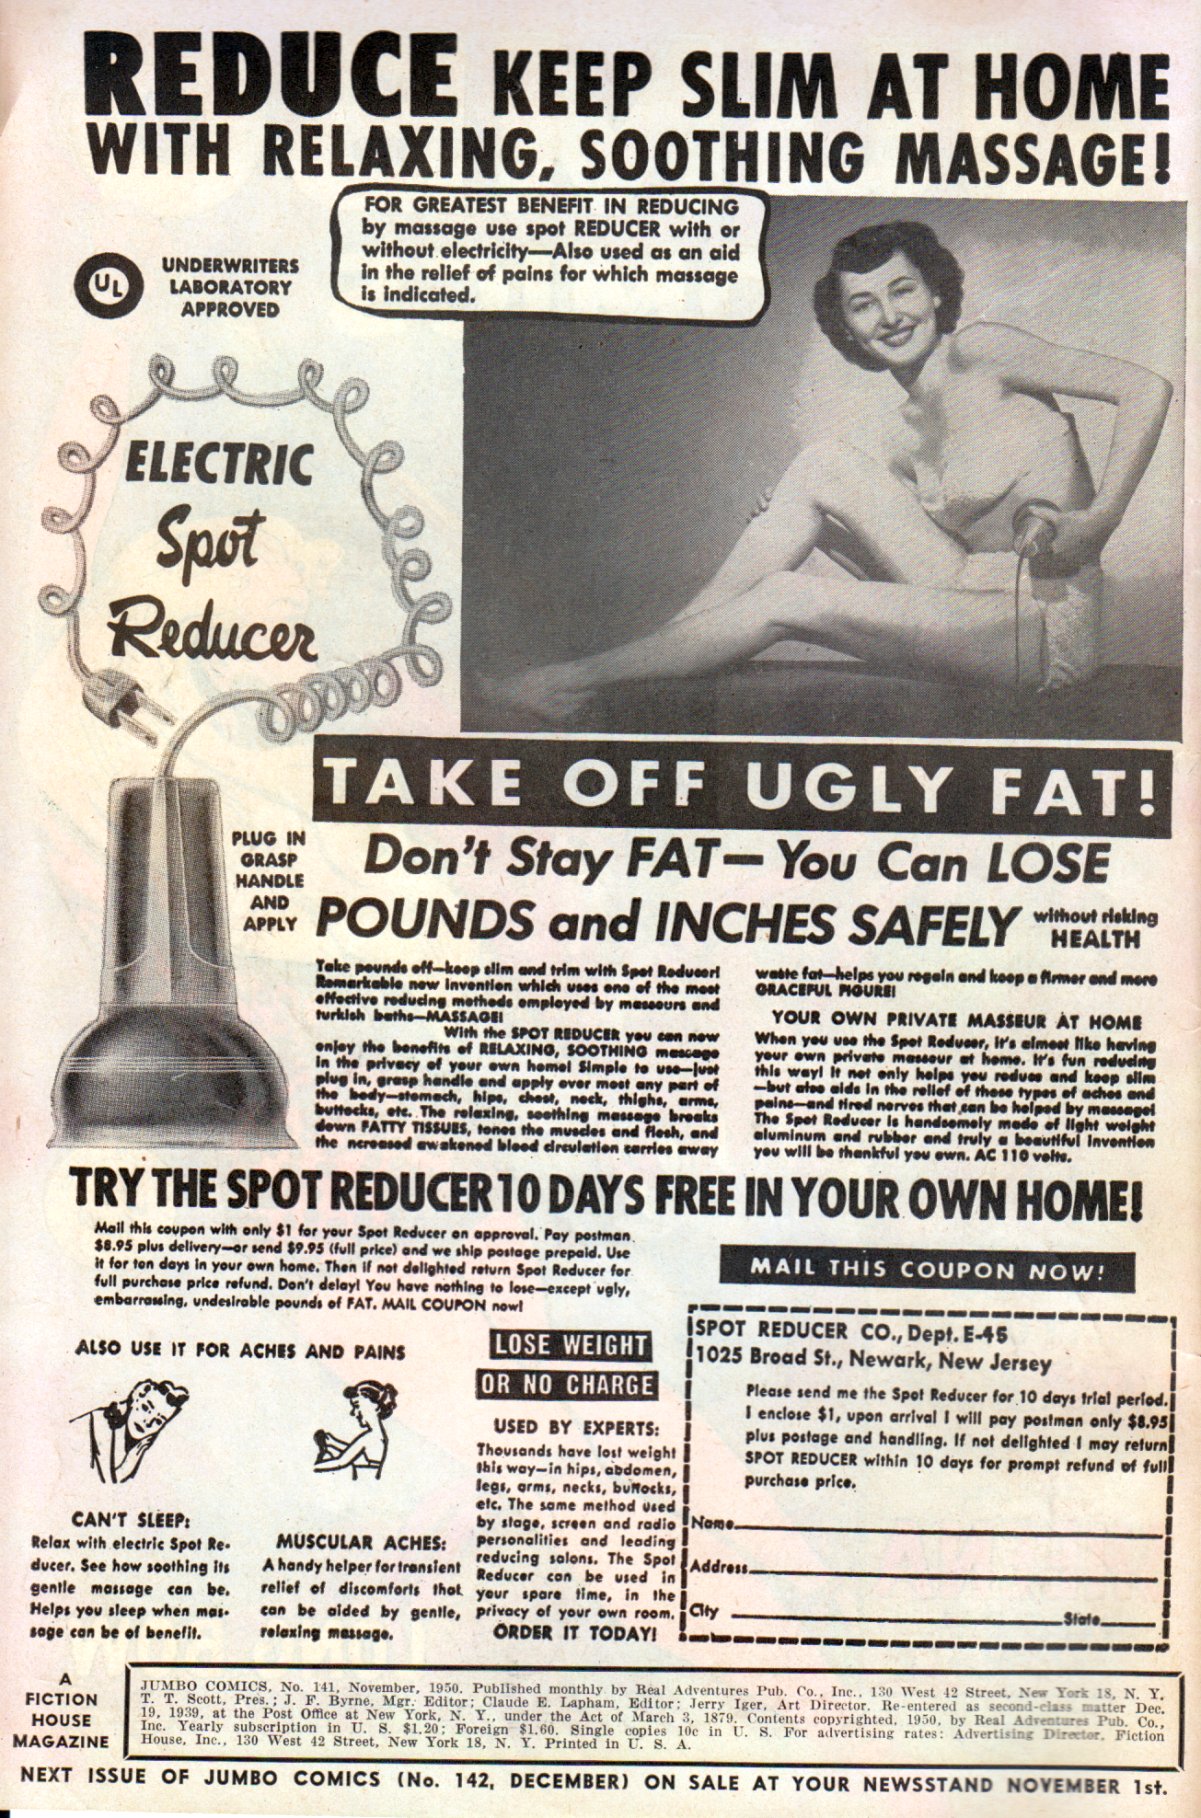 REDUCE KEEP SLIM AT HOME
WITH RELAXING, SOOTHING MASSAGE!
FOR GREATEST BENEFIT IN REDUCING
by massage use spot REDUCER with or
without electricity—Also used as an aid
in the relief of pains for which massage
is indicated.
UL
UNDERWRITERS
LABORATORY
APPROVED
ELECTRIC
Spot
Reducer
PLUG IN
GRASP
HANDLE
AND
APPLY
TAKE OFF UGLY FAT!
Don't Stay FAT— You Can LOSE
POUNDS and INCHES SAFELY without risking
HEALTH
Take pounds off—keep slim and trim with Spot Reducer!
Remarkable new invention which uses one of the most
effective reducing methods employed by masseurs and
turkish baths—MASSAGE!
With the SPOT REDUCER you can now
enjoy the benefits of RELAXING, SOOTHING massage
in the privacy of your own home! Simple to use—just
plug in, grasp handle and apply over most any part of
the body—stomach, hips, chest, neck, thighs, arms,
buttocks, etc. The relaxing, soothing massage breaks
down FATTY TISSUES, tones the muscles and flesh, and
the ncreased awakened blood circulation carries away
waste fat—helps you regain and keep a firmer and more
GRACEFUL FIGURE!
YOUR OWN PRIVATE MASSEUR AT HOME
When you use the Spot Reducer, it's almost like having
your own private masseur at home. It's fun reducing
this way! It not only helps you reduce and keep slim
—but also aids in the relief of those types of aches and
pains—and tired nerves that can be helped by massage!
The Spot Reducer is handsomely made of light weight
aluminum and rubber and truly a beautiful invention
you will be thankful you own. AC 110 volts.
TRY THE SPOT REDUCER 10 DAYS FREE IN YOUR OWN HOME!
Mail this coupon with only $1 for your Spot Reducer on approval. Pay postman
$8.95 plus delivery—or send $9.95 (full price) and we ship postage prepaid. Use
it for ten days in your own home. Then if not delighted return Spot Reducer for
full purchase price refund. Don't delay! You have nothing to lose—except ugly,
embarrassing, undesirable pounds of FAT. MAIL COUPON now!
ALSO USE IT FOR ACHES AND PAINS
CAN'T SLEEP:
Relax with electric Spot Re-
ducer. See how soothing its
gentle massage can be.
Helps you sleep when mas-
sage can be of benefit.
MUSCULAR ACHES:
A handy helper for transient
relief of discomforts that
can be aided by gentle,
relaxing massage.
LOSE WEIGHT
OR NO CHARGE
USED BY EXPERTS:
Thousands have lost weight
this way—in hips, abdomen,
legs, arms, necks, buttocks,
etc. The same method used
by stage, screen and radio
personalities and leading
reducing salons. The Spot
Reducer can be used in
your spare time, in the
privacy of your own room.
ORDER IT TODAY!
MAIL THIS COUPON NOW!
SPOT REDUCER CO., Dept. E-45
1025 Broad St., Newark, New Jersey
Please send me the Spot Reducer for 10 days trial period.
I enclose $1, upon arrival I will pay postman only $8.95
plus postage and handling. If not delighted I may return
SPOT REDUCER within 10 days for prompt refund of full
purchase price.
Name
Address
City State
A
FICTION
HOUSE
MAGAZINE
JUMBO COMICS, No. 141, November, 1950. Published monthly by Real Adventures Pub. Co., Inc., 130 West 42 Street, New York 18, N. Y.
T. T. Scott, Pres.; J. F. Byrne, Mgr. Editor; Claude E. Lapham, Editor; Jerry Iger, Art Director. Re-entered as second-class matter Dec.
19, 1939, at the Post Office at New York, N. Y., under the Act of March 3, 1879. Contents copyrighted, 1950, by Real Adventures Pub. Co.,
Inc. Yearly subscription in U. S. $1.20; Foreign $1.60. Single copies 10c in U. S. For advertising rates: Advertising Director, Fiction
House, Inc., 130 West 42 Street, New York 18, N. Y. Printed in U. S. A.
NEXT ISSUE OF JUMBO COMICS (No. 142, DECEMBER) ON SALE AT YOUR NEWSSTAND NOVEMBER 1st.